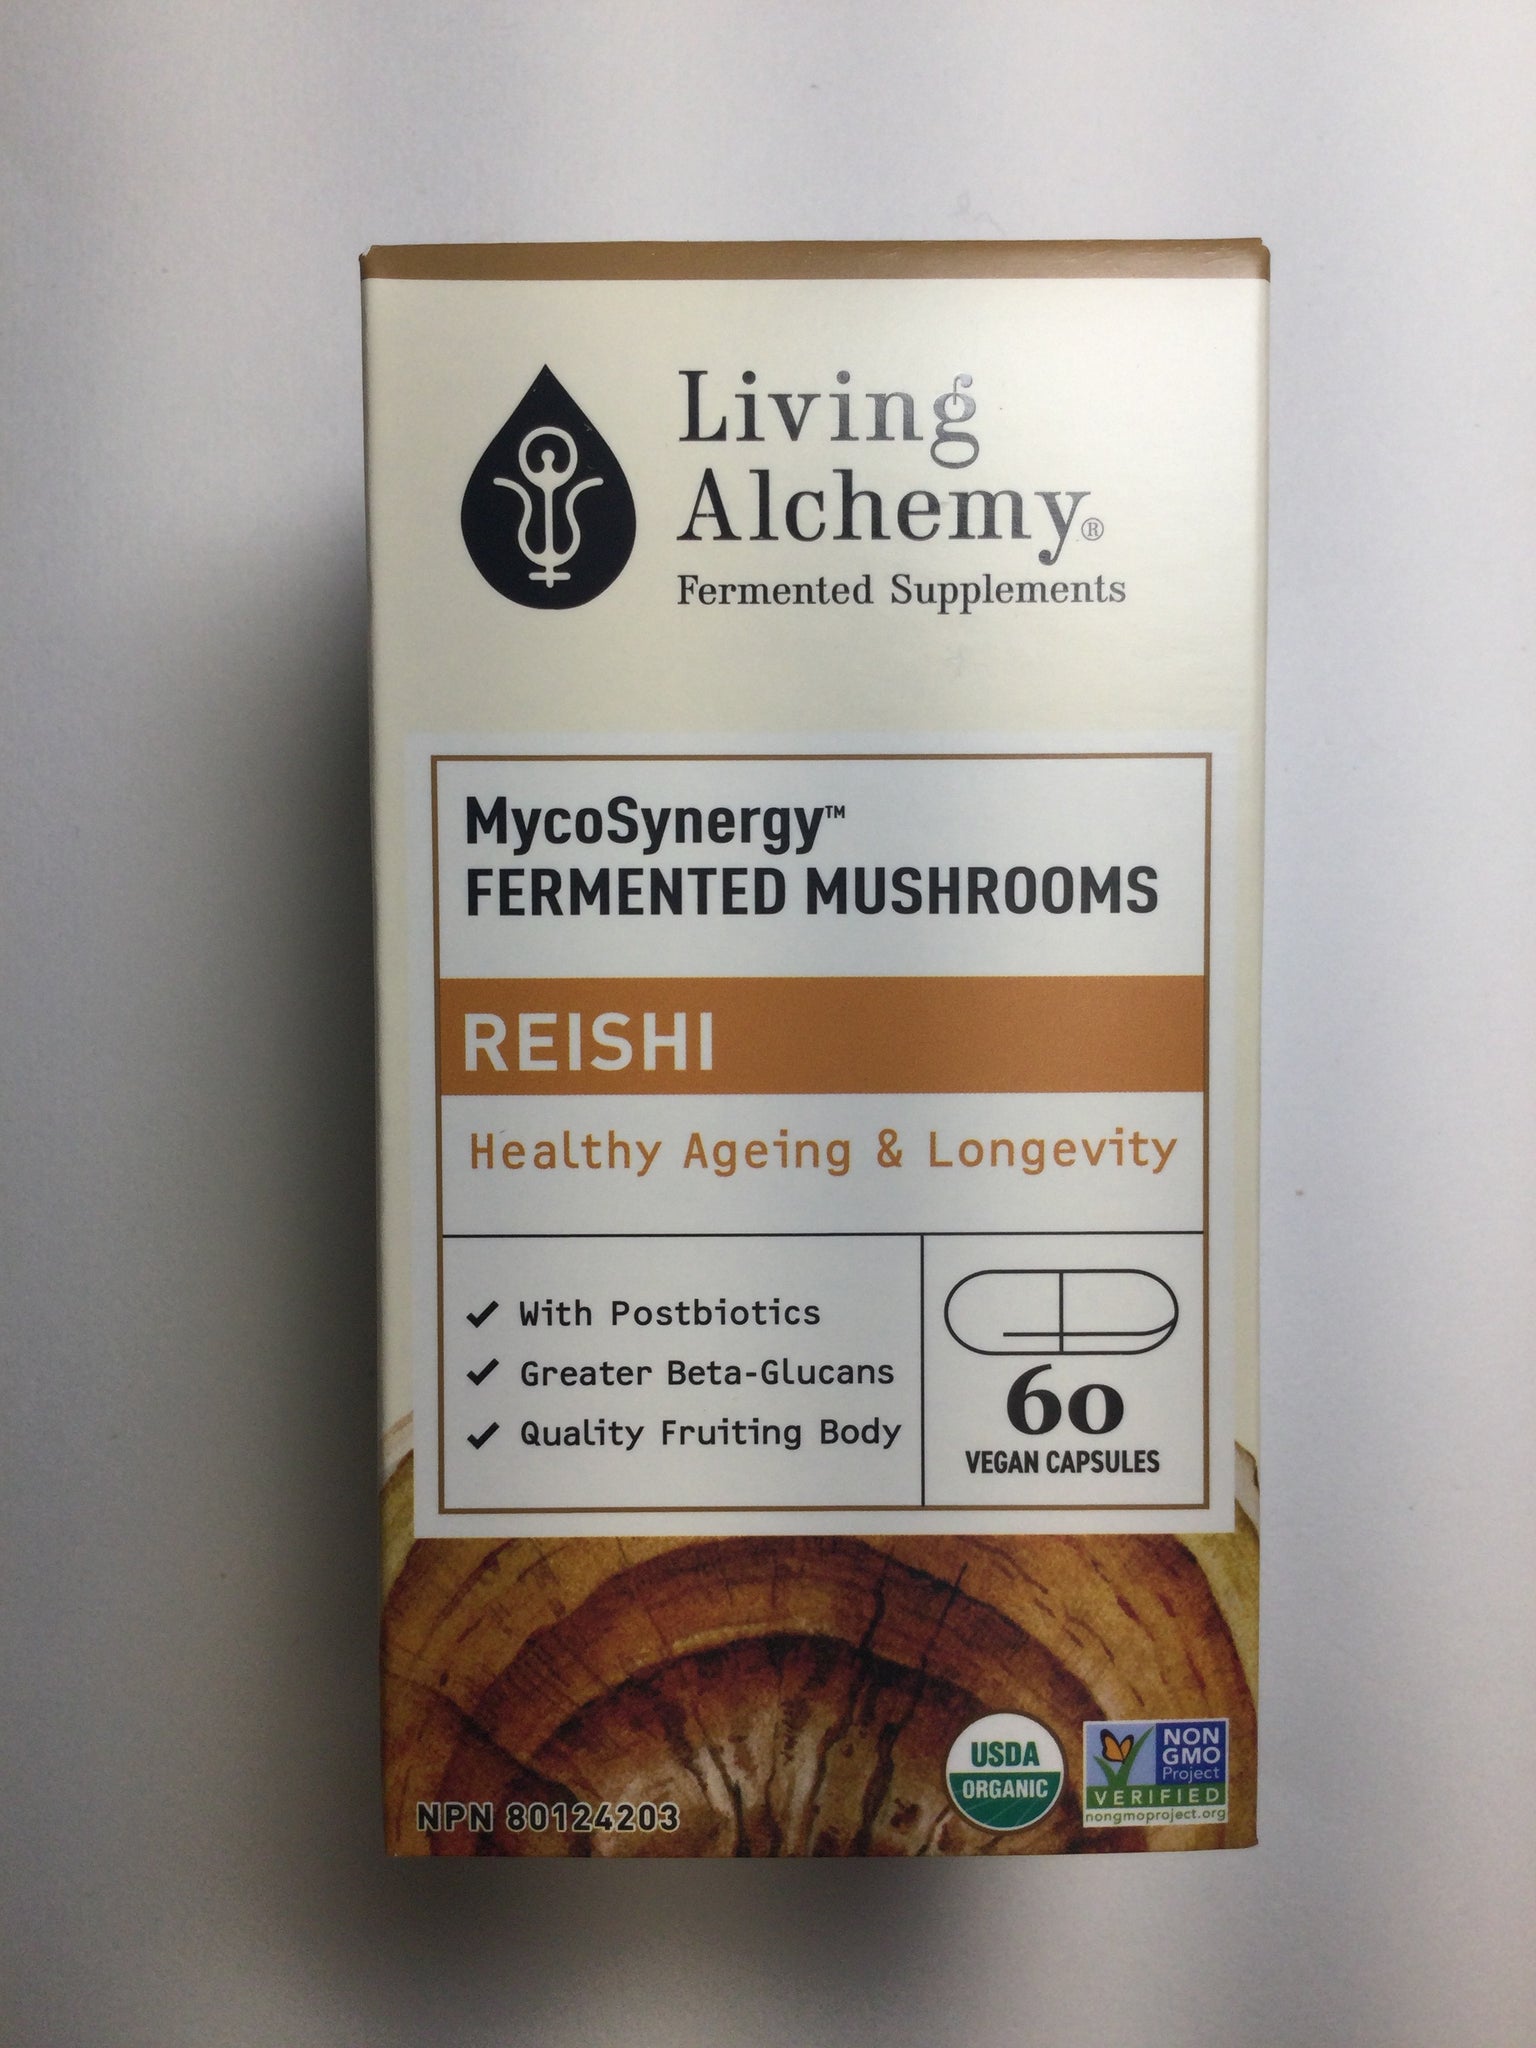 Living
Alchemy®
Fermented Supplements
MycoSynergy™
FERMENTED MUSHROOMS
REISHI
Healthy Ageing & Longevity
With Postbiotics
Greater Beta-Glucans
Quality Fruiting Body
60
VEGAN CAPSULES
NPN 80124203
USDA
ORGANIC
NON
GMO
Project
VERIFIED
nongmoproject.org